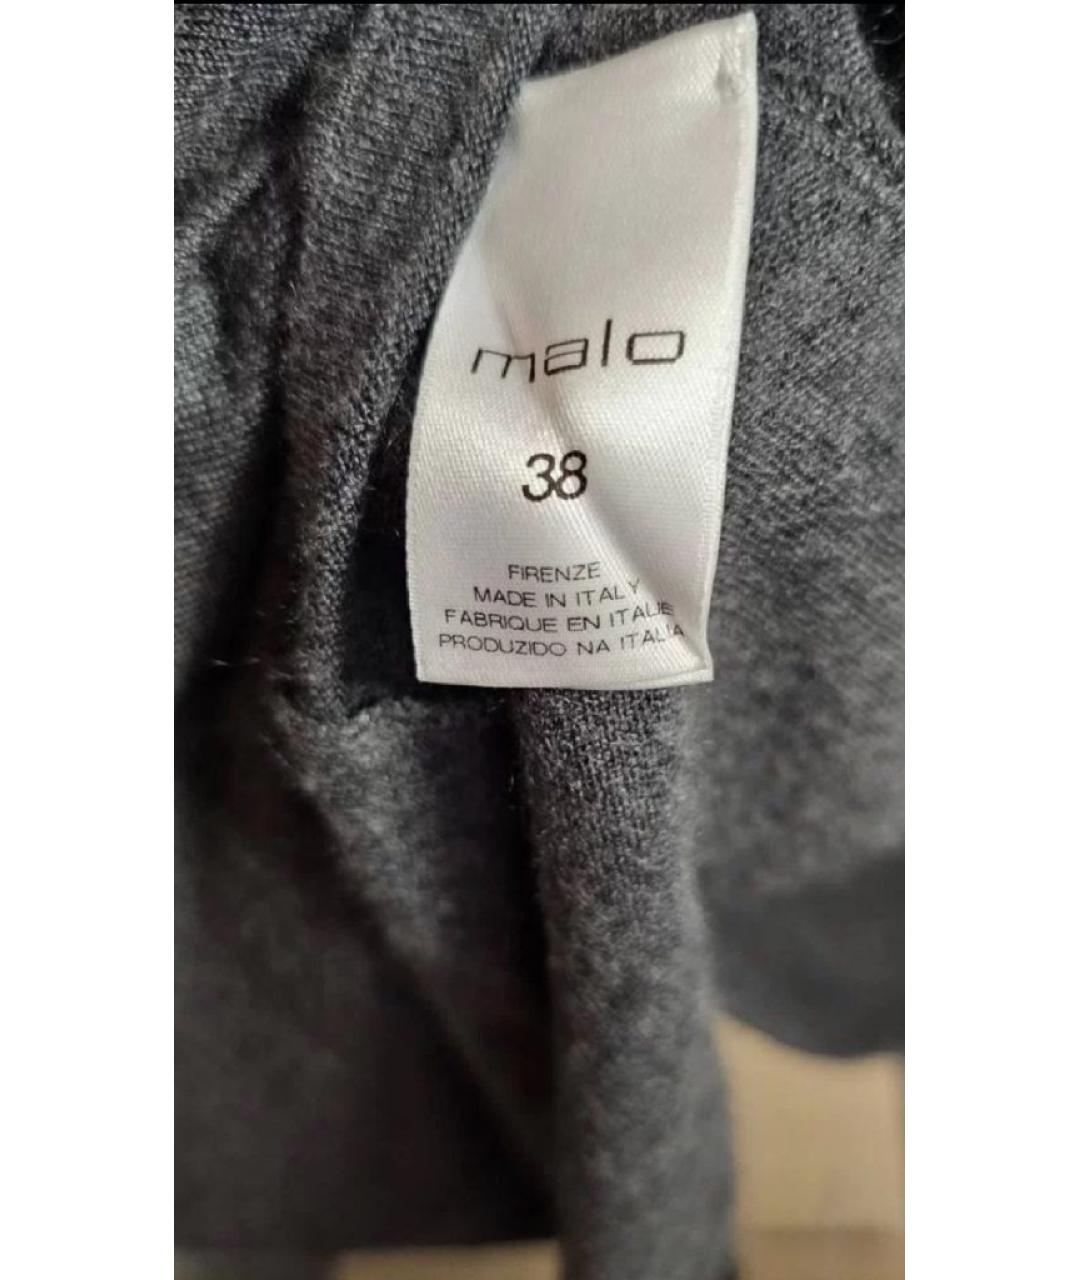 malo
38
FIRENZE
MADE IN ITALY
FABRIQUE EN ITALIE
PRODUZIDO NA ITALIA